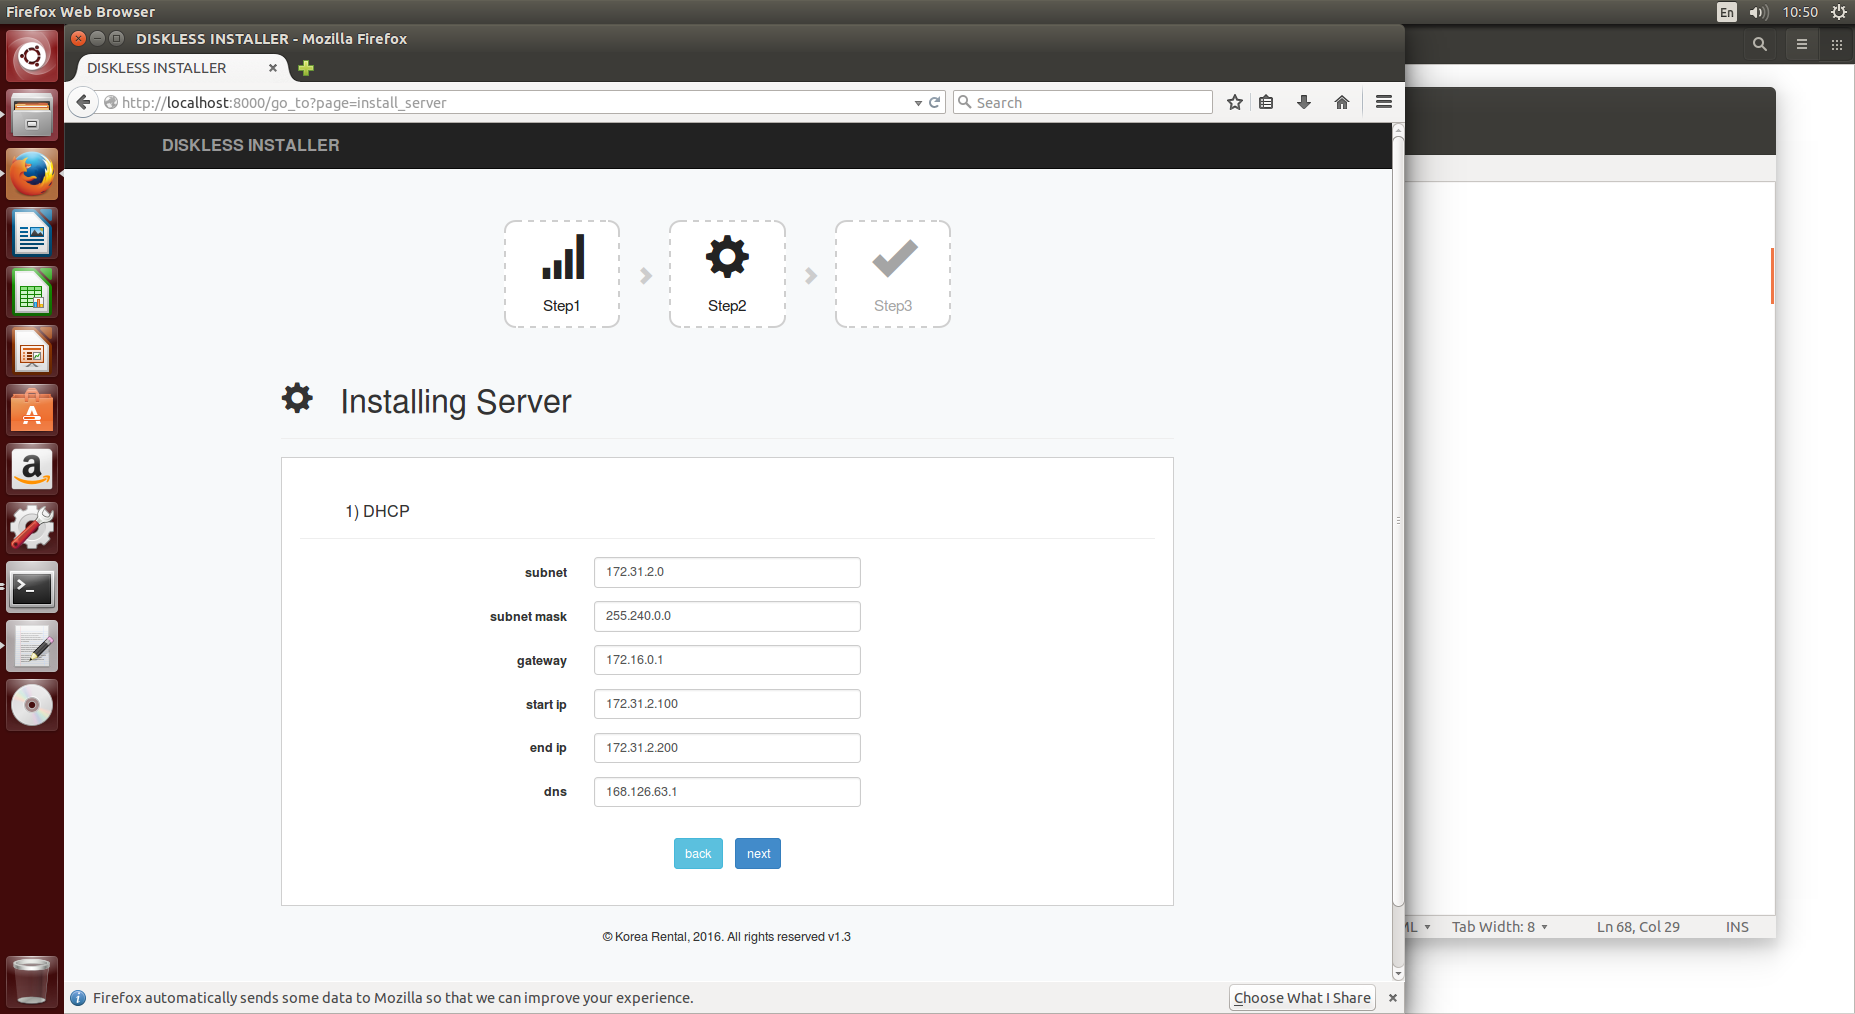 Firefox Web Browser
En
10:50
DISKLESS INSTALLER - Mozilla Firefox
DISKLESS INSTALLER
http://localhost:8000/go_to?page=install_server
Search
DISKLESS INSTALLER
Step1
Step2
Step3
Installing Server
1) DHCP
subnet 172.31.2.0
subnet mask 255.240.0.0
gateway 172.16.0.1
start ip 172.31.2.100
end ip 172.31.2.200
dns 168.126.63.1
back next
© Korea Rental, 2016. All rights reserved v1.3
ML Tab Width: 8 Ln 68, Col 29 INS
Firefox automatically sends some data to Mozilla so that we can improve your experience.
Choose What I Share